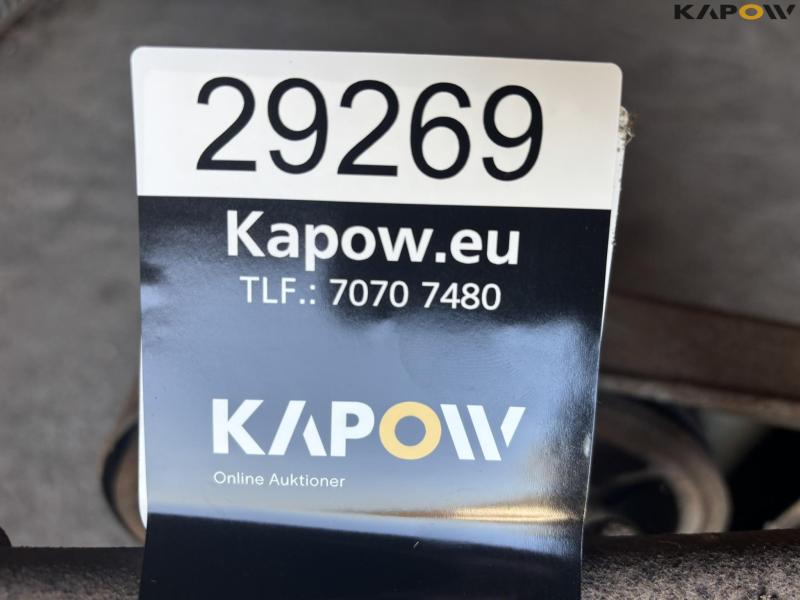 KAPOW
29269
Kapow.eu
TLF.: 7070 7480
KAPOW
Online Auktioner